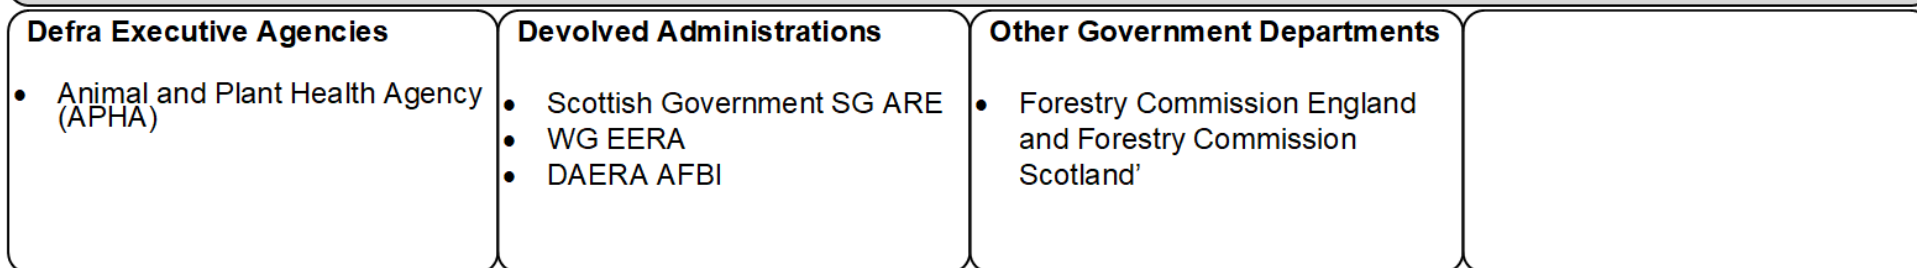 Defra Executive Agencies
• Animal and Plant Health Agency
(APHA)
Devolved Administrations
• Scottish Government SG ARE
• WG EERA
• DAERA AFBI
Other Government Departments
• Forestry Commission England
and Forestry Commission
Scotland’